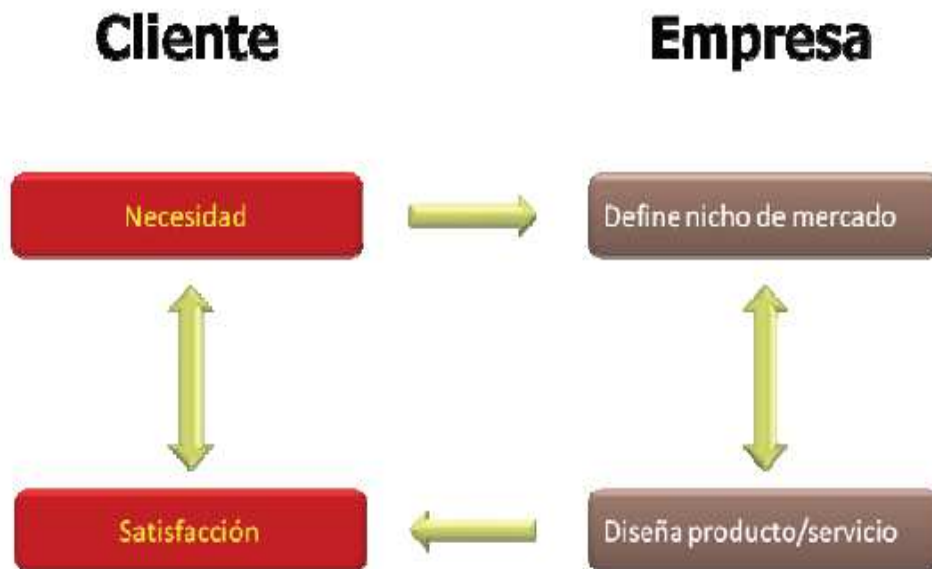 Cliente
Empresa
Necesidad
Define nicho de mercado
Satisfacción
Diseña producto/servicio